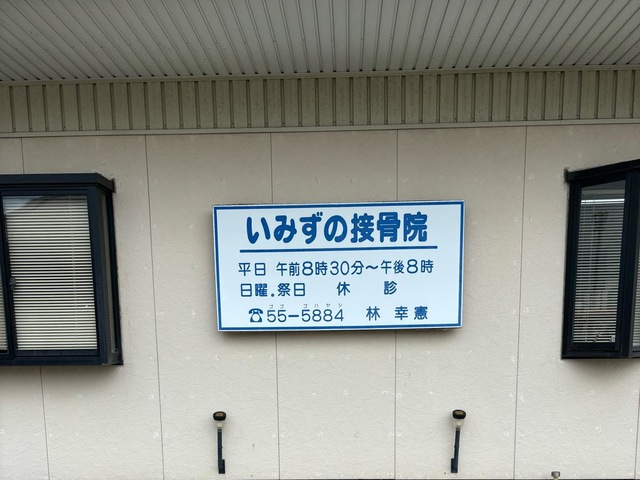 いみずの接骨院
平日 午前8時30分～午後8時
日曜.祭日 休 診
ゴゴ ゴハヤシ
☎55-5884 林 幸憲